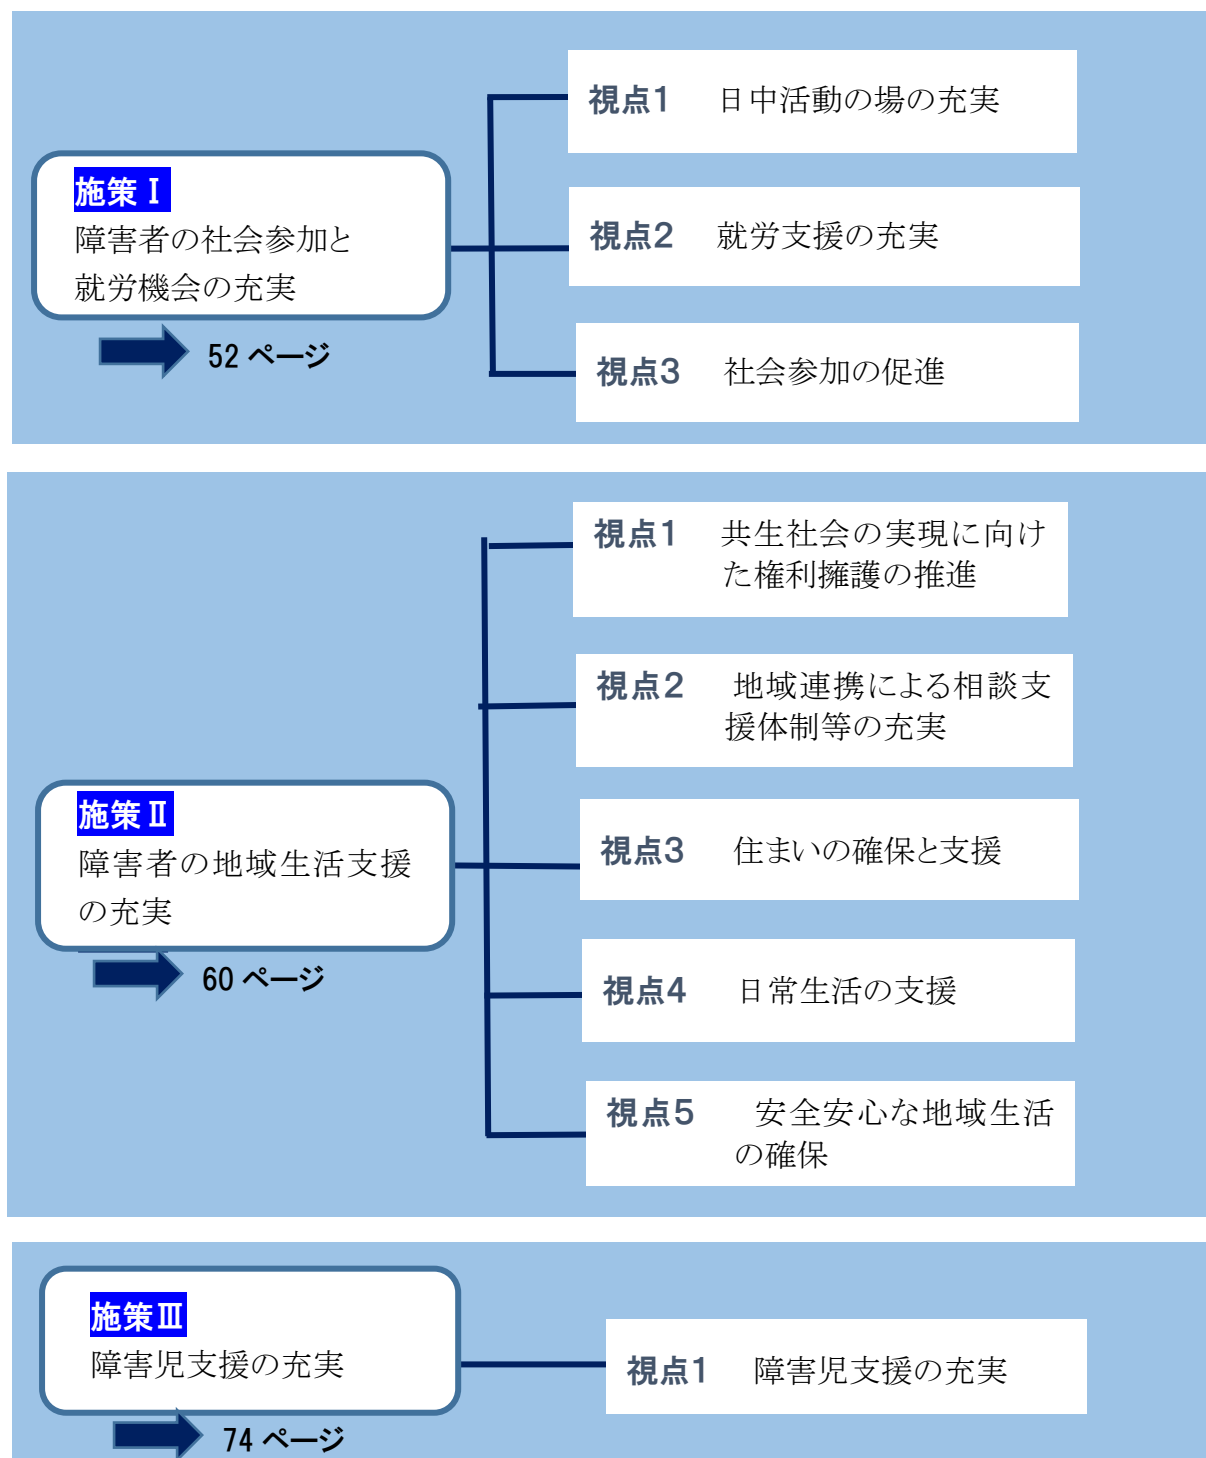 施策Ⅰ
障害者の社会参加と
就労機会の充実
52 ページ
視点1 日中活動の場の充実
視点2 就労支援の充実
視点3 社会参加の促進
施策Ⅱ
障害者の地域生活支援
の充実
60 ページ
視点1 共生社会の実現に向け
た権利擁護の推進
視点2 地域連携による相談支
援体制等の充実
視点3 住まいの確保と支援
視点4 日常生活の支援
視点5 安全安心な地域生活
の確保
施策Ⅲ
障害児支援の充実
74 ページ
視点1 障害児支援の充実